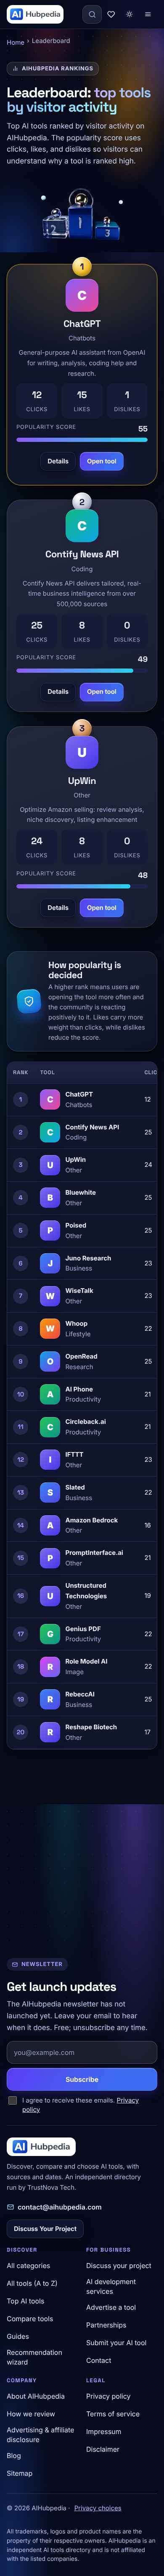 AI Hubpedia
Home › Leaderboard
AIHUBPEDIA RANKINGS
Leaderboard: top tools
by visitor activity
Top AI tools ranked by visitor activity on
AIHubpedia. The popularity score uses
clicks, likes, and dislikes so visitors can
understand why a tool is ranked high.
2
1
3
1
C
ChatGPT
Chatbots
General-purpose AI assistant from OpenAI
for writing, analysis, coding help and
research.
12
15
1
CLICKS
LIKES
DISLIKES
POPULARITY SCORE
55
Details
Open tool
2
C
Contify News API
Coding
Contify News API delivers tailored, real-
time business intelligence from over
500,000 sources
25
8
0
CLICKS
LIKES
DISLIKES
POPULARITY SCORE
49
Details
Open tool
3
U
UpWin
Other
Optimize Amazon selling: review analysis,
niche discovery, listing enhancement
24
8
0
CLICKS
LIKES
DISLIKES
POPULARITY SCORE
48
Details
Open tool
How popularity is
decided
A higher rank means users are
opening the tool more often and
the community is reacting
positively to it. Likes carry more
weight than clicks, while dislikes
reduce the score.
RANK TOOL CLIC
1 C ChatGPT 12
Chatbots
2 C Contify News API 25
Coding
3 U UpWin 24
Other
4 B Bluewhite 25
Other
5 P Poised 25
Other
6 J Juno Research 23
Business
7 W WiseTalk 23
Other
8 W Whoop 22
Lifestyle
9 O OpenRead 25
Research
10 A AI Phone 21
Productivity
11 C Circleback.ai 21
Productivity
12 I IFTTT 23
Other
13 S Slated 22
Business
14 A Amazon Bedrock 16
Other
15 P PromptInterface.ai 21
Other
16 U Unstructured
Technologies 19
Other
17 G Genius PDF 22
Productivity
18 R Role Model AI 22
Image
19 R RebeccAI 25
Business
20 R Reshape Biotech 17
Other
NEWSLETTER
Get launch updates
The AIHubpedia newsletter has not
launched yet. Leave your email to hear
when it does. Free; unsubscribe any time.
you@example.com
Subscribe
I agree to receive these emails. Privacy
policy
AI Hubpedia
Discover, compare and choose AI tools, with
sources and dates. An independent directory
run by TrustNova Tech.
contact@aihubpedia.com
Discuss Your Project
DISCOVER
All categories
All tools (A to Z)
Top AI tools
Compare tools
Guides
Recommendation
wizard
FOR BUSINESS
Discuss your project
AI development
services
Advertise a tool
Partnerships
Submit your AI tool
Contact
COMPANY
About AIHubpedia
How we review
Advertising & affiliate
disclosure
Blog
Sitemap
LEGAL
Privacy policy
Terms of service
Impressum
Disclaimer
© 2026 AIHubpedia · Privacy choices
All trademarks, logos and product names are the
property of their respective owners. AIHubpedia is an
independent AI tools directory and is not affiliated
with the listed companies.